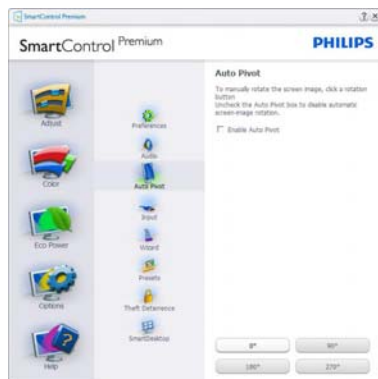 SmartControl Premium
SmartControl Premium
PHILIPS
Adjust
Color
Eco Power
Options
Help
Preferences
Audio
Auto Pivot
Input
Wizard
Presets
Theft Deterrence
SmartDesktop
Auto Pivot
To manually rotate the screen image, click a rotation
button
Uncheck the Auto Pivot box to disable automatic
screen-image rotation.
Enable Auto Pivot
0°
90°
180°
270°